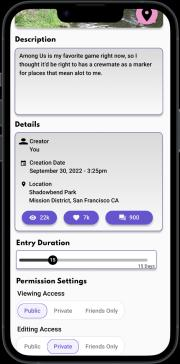 Description
Among Us is my favorite game right now, so I
thought it'd be right to has a crewmate as a marker
for places that mean alot to me.
Details
Creator
You
Creation Date
September 30, 2022 - 3:25pm
Location
Shadowbend Park
Mission District, San Francisco CA
22k
7k
900
Entry Duration
15
15 Days
Permission Settings
Viewing Access
Public
Private
Friends Only
Editing Access
Public
Private
Friends Only